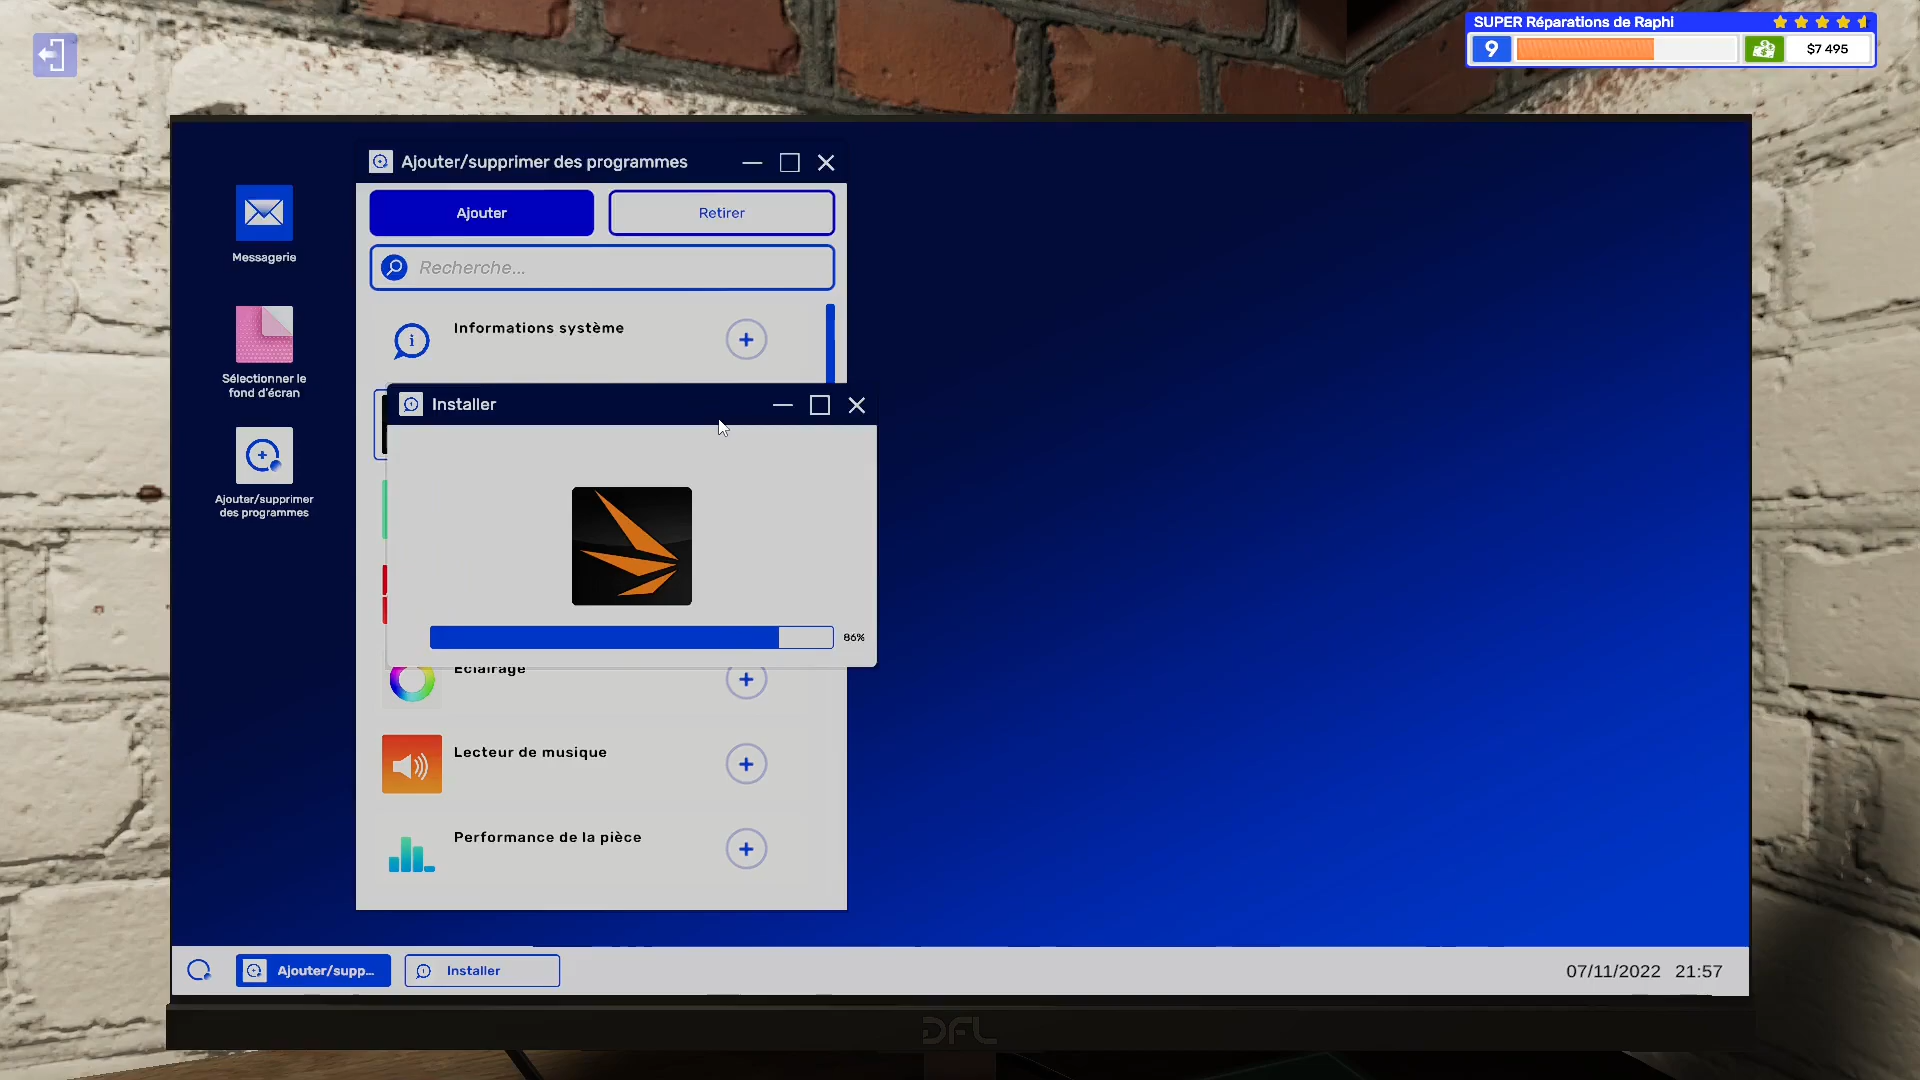 SUPER Réparations de Raphi
9
$7 495
Ajouter/supprimer des programmes
Ajouter
Retirer
Recherche...
Messagerie
Informations système
Sélectionner le
fond d'écran
Installer
Ajouter/supprimer
des programmes
86%
Eclairage
Lecteur de musique
Performance de la pièce
Ajouter/supp...
Installer
07/11/2022 21:57
DFL